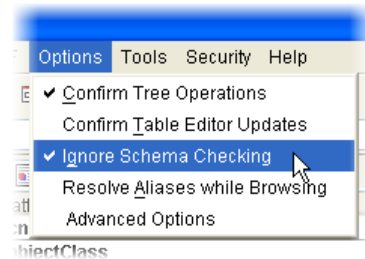 Options Tools Security Help
✔ Confirm Tree Operations
Confirm Table Editor Updates
✔ Ignore Schema Checking
Resolve Aliases while Browsing
Advanced Options
objectClass